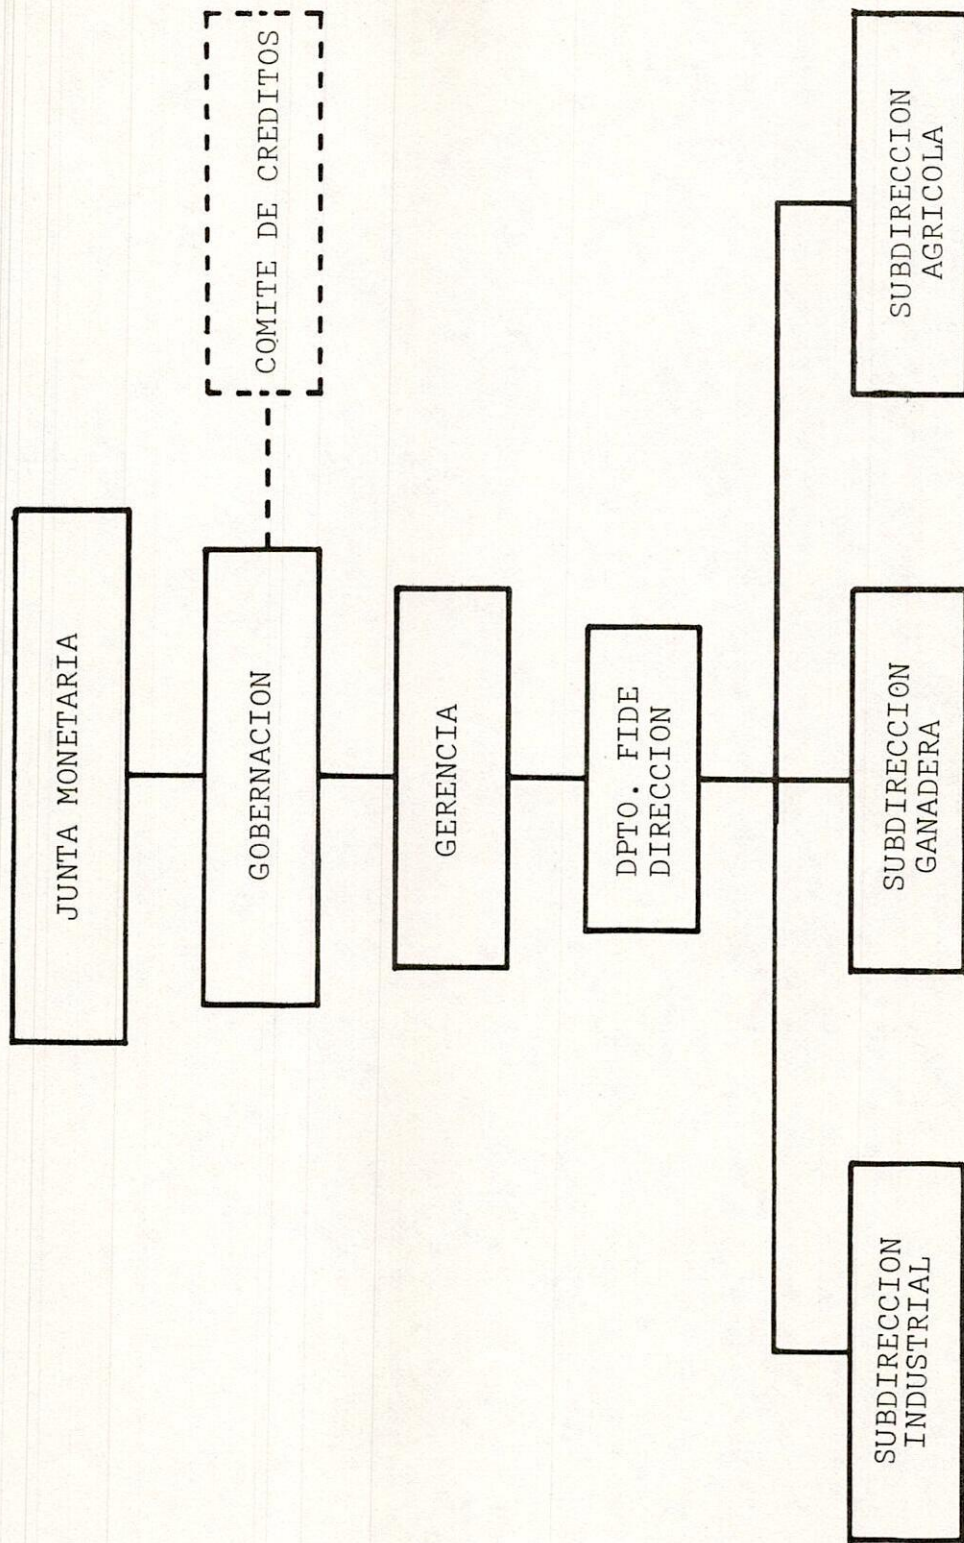 JUNTA MONETARIA
GOBERNACION
COMITE DE CREDITOS
GERENCIA
DPTO. FIDE
DIRECCION
SUBDIRECCION
INDUSTRIAL
SUBDIRECCION
GANADERA
SUBDIRECCION
AGRICOLA